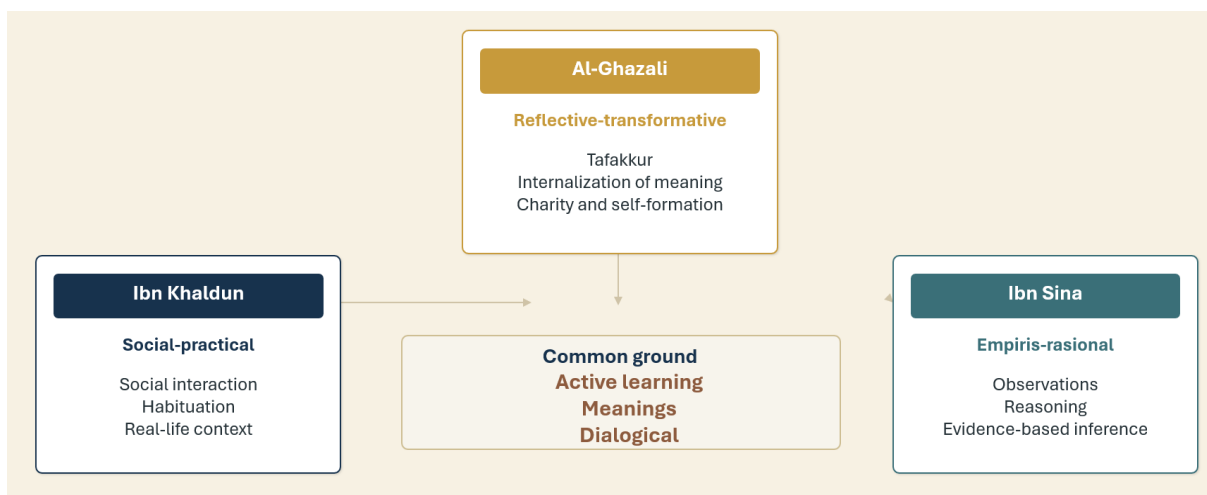 Al-Ghazali
Reflective-transformative
Tafakkur
Internalization of meaning
Charity and self-formation
Ibn Khaldun
Social-practical
Social interaction
Habituation
Real-life context
Common ground
Active learning
Meanings
Dialogical
Ibn Sina
Empiris-rasional
Observations
Reasoning
Evidence-based inference